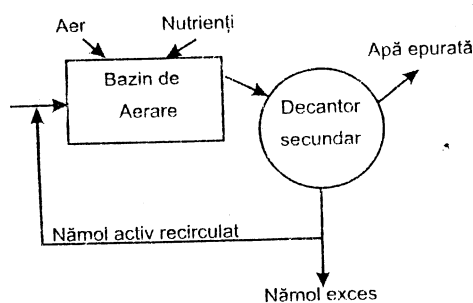 Aer
Nutrienți
Apă epurată
Bazin de
Aerare
Decantor
secundar
Nămol activ recirculat
Nămol exces